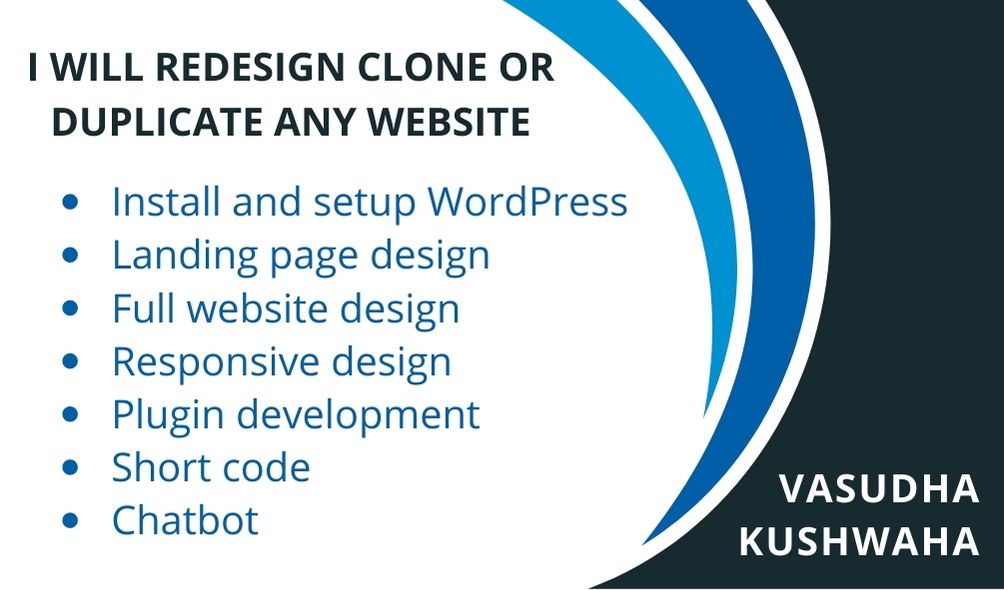 I WILL REDESIGN CLONE OR
DUPLICATE ANY WEBSITE
• Install and setup WordPress
• Landing page design
• Full website design
• Responsive design
• Plugin development
• Short code
• Chatbot
VASUDHA
KUSHWAHA